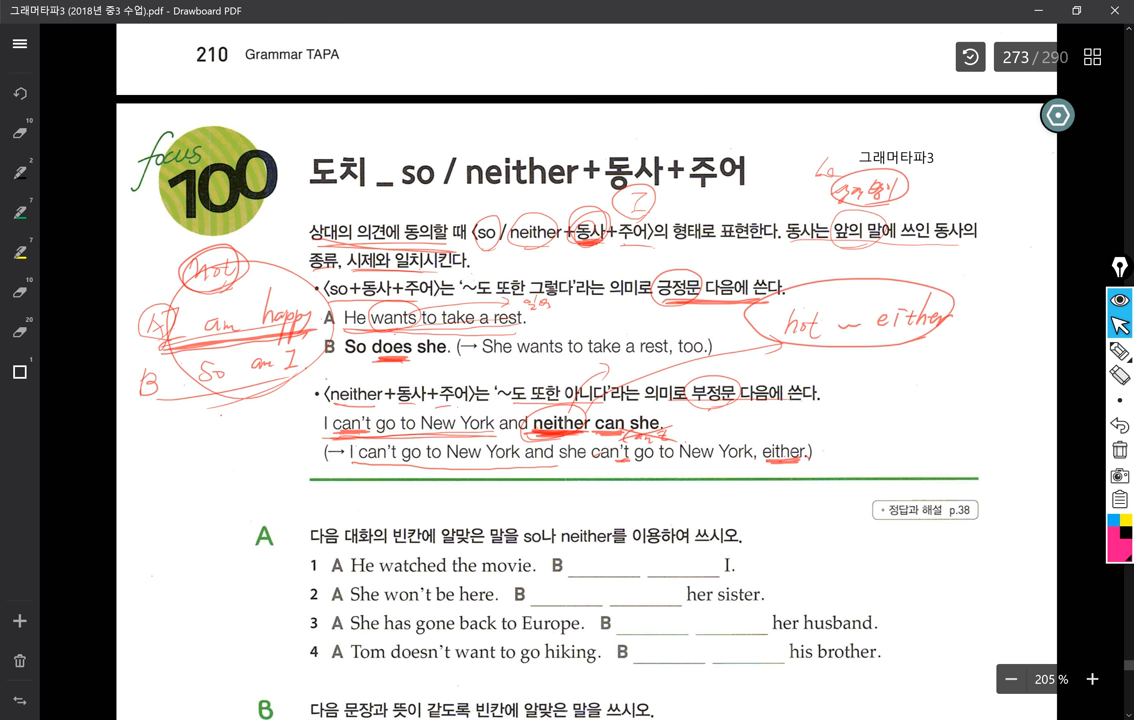 그래머타파3 (2018년 중3 수업).pdf - Drawboard PDF
210 Grammar TAPA
273 / 290
focus
100
도치 _ so / neither+동사+주어
그래머타파3
I
상대의 의견에 동의할 때 〈so / neither+동사+주어〉의 형태로 표현한다. 동사는 앞의 말에 쓰인 동사의
종류, 시제와 일치시킨다.
• 〈so+동사+주어〉는 '~도 또한 그렇다'라는 의미로 긍정문 다음에 쓴다.
A He wants to take a rest.
B So does she. (→ She wants to take a rest, too.)
not
A am happy
So am I
B
not ~ either
• 〈neither+동사+주어〉는 '~도 또한 아니다'라는 의미로 부정문 다음에 쓴다.
I can't go to New York and neither can she.
can't
(→ I can't go to New York and she can't go to New York, either.)
• 정답과 해설 p.38
A 다음 대화의 빈칸에 알맞은 말을 so나 neither를 이용하여 쓰시오.
1 A He watched the movie. B ________ ________ I.
2 A She won't be here. B ________ ________ her sister.
3 A She has gone back to Europe. B ________ ________ her husband.
4 A Tom doesn't want to go hiking. B ________ ________ his brother.
B 다음 문장과 뜻이 같도록 빈칸에 알맞은 말을 쓰시오.
10
2
7
7
10
20
1
205 %